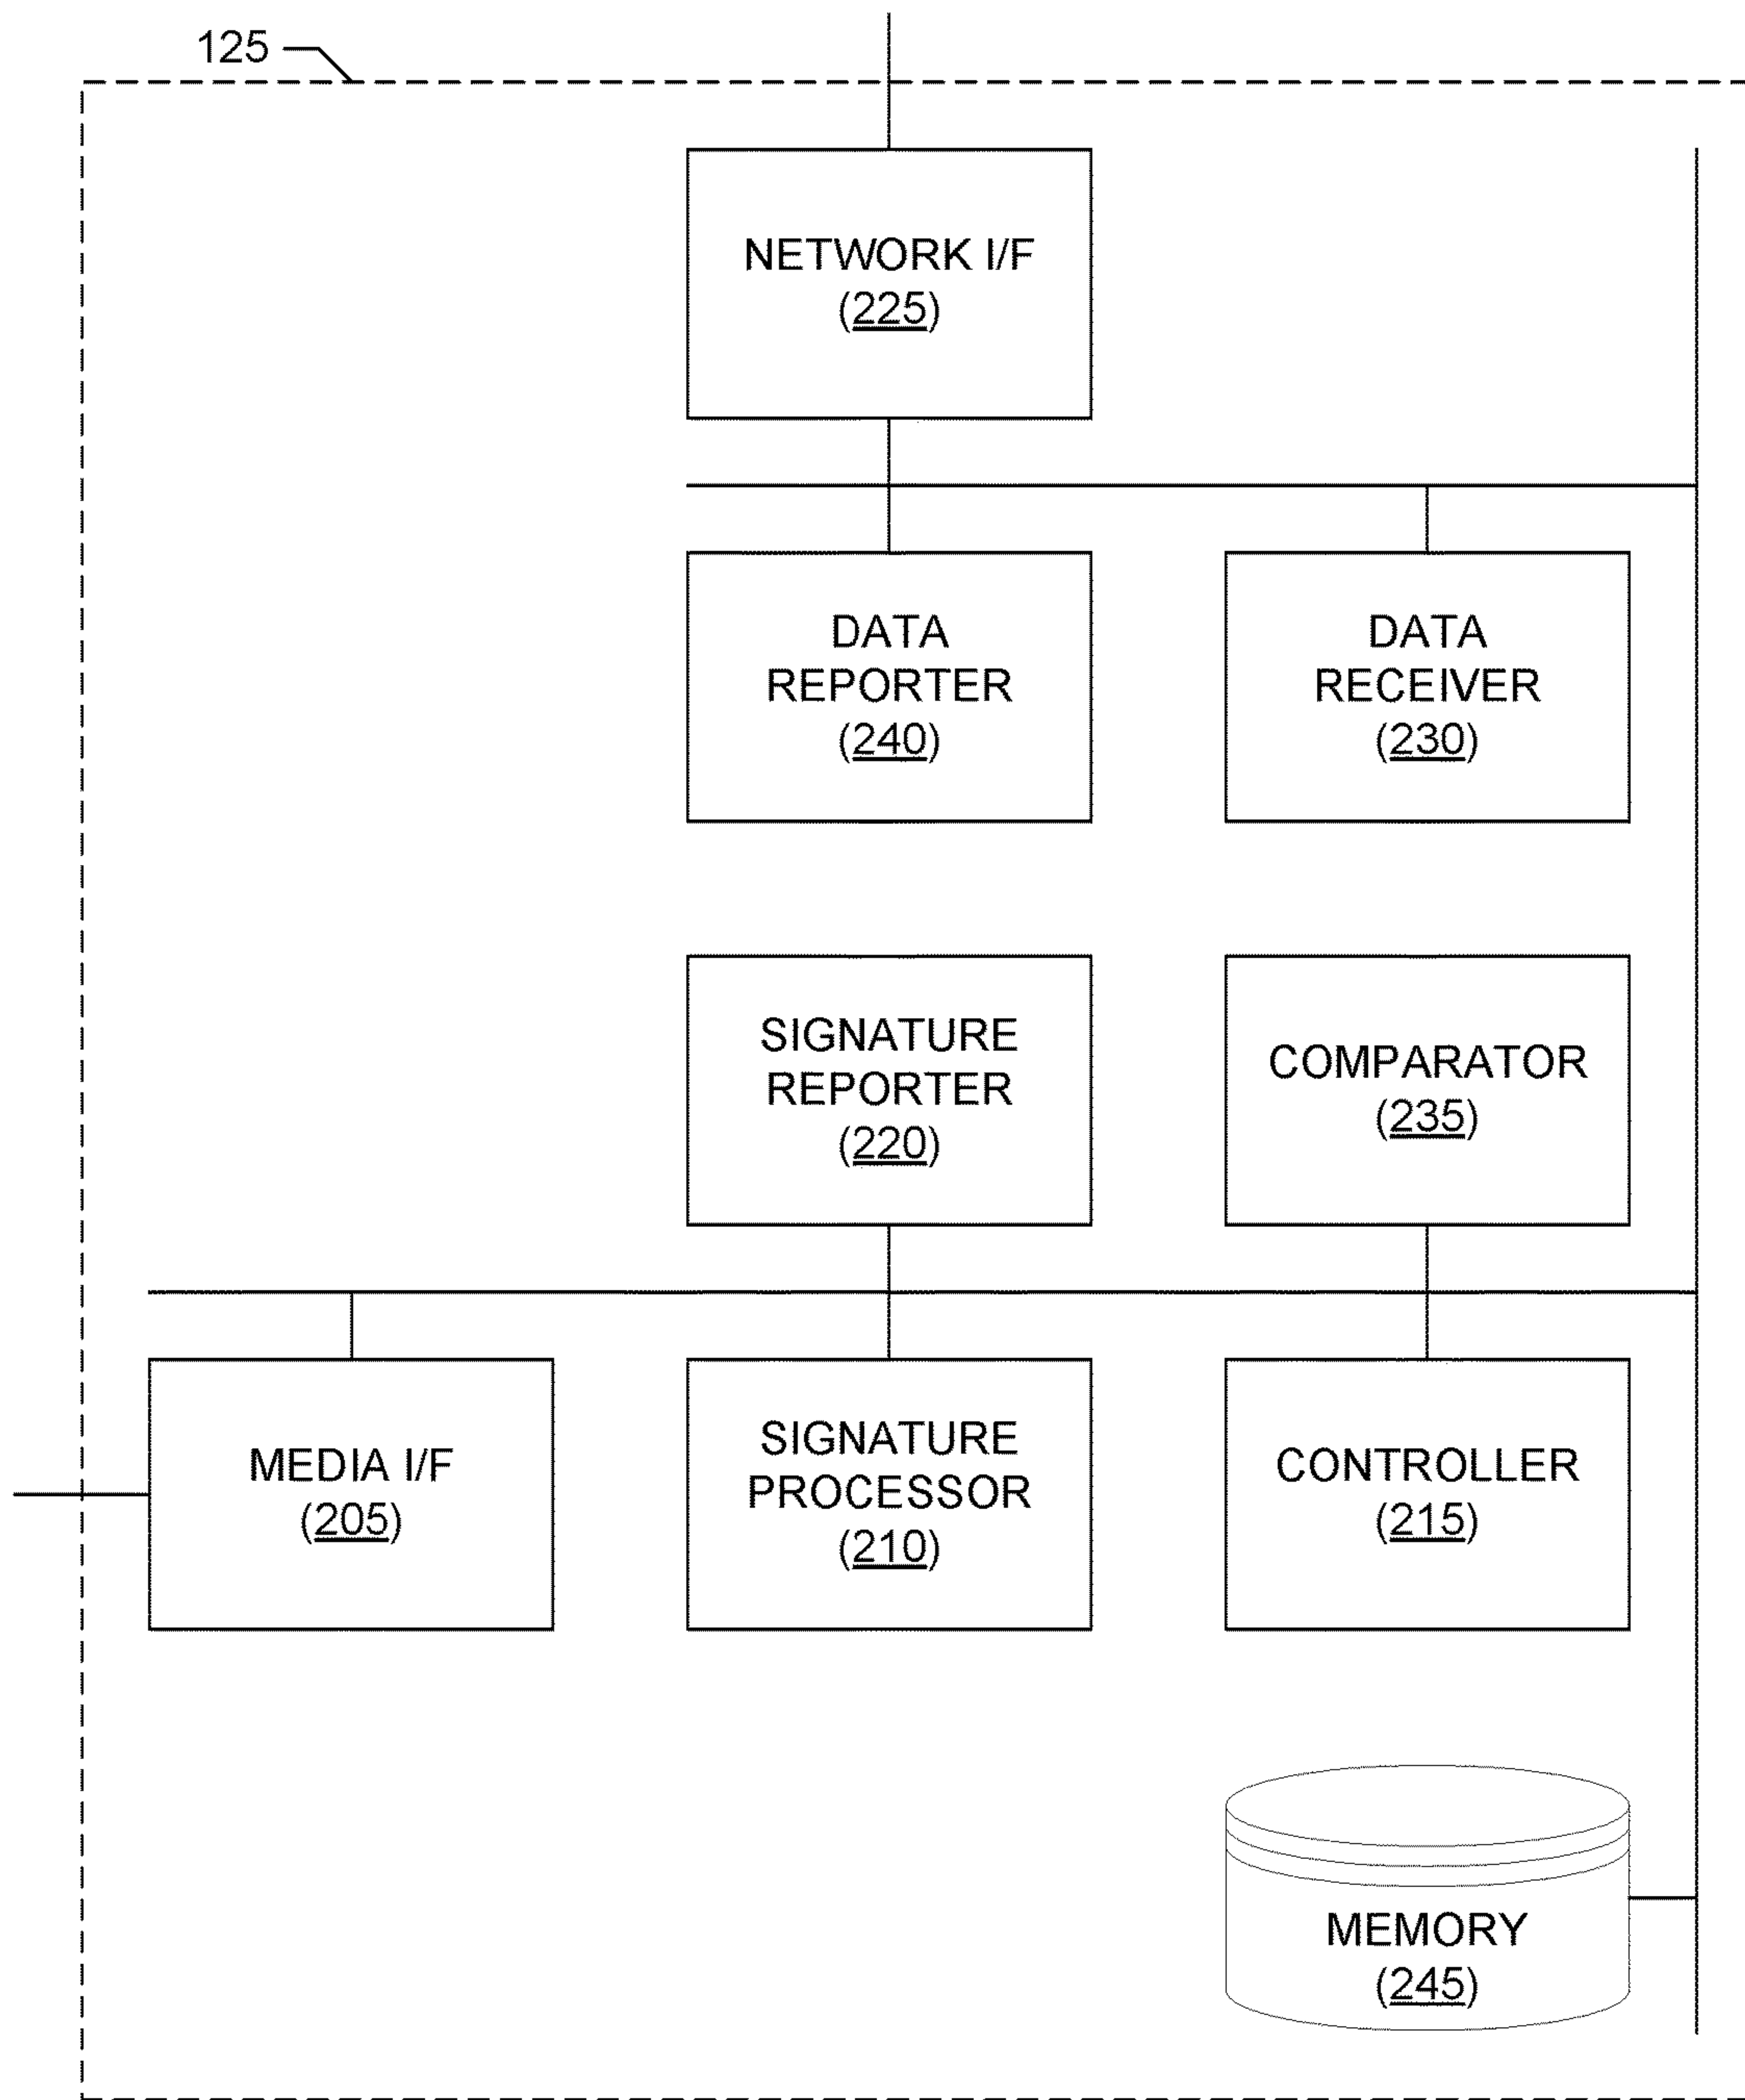 125
NETWORK I/F
(225)
DATA
REPORTER
(240)
DATA
RECEIVER
(230)
SIGNATURE
REPORTER
(220)
COMPARATOR
(235)
MEDIA I/F
(205)
SIGNATURE
PROCESSOR
(210)
CONTROLLER
(215)
MEMORY
(245)